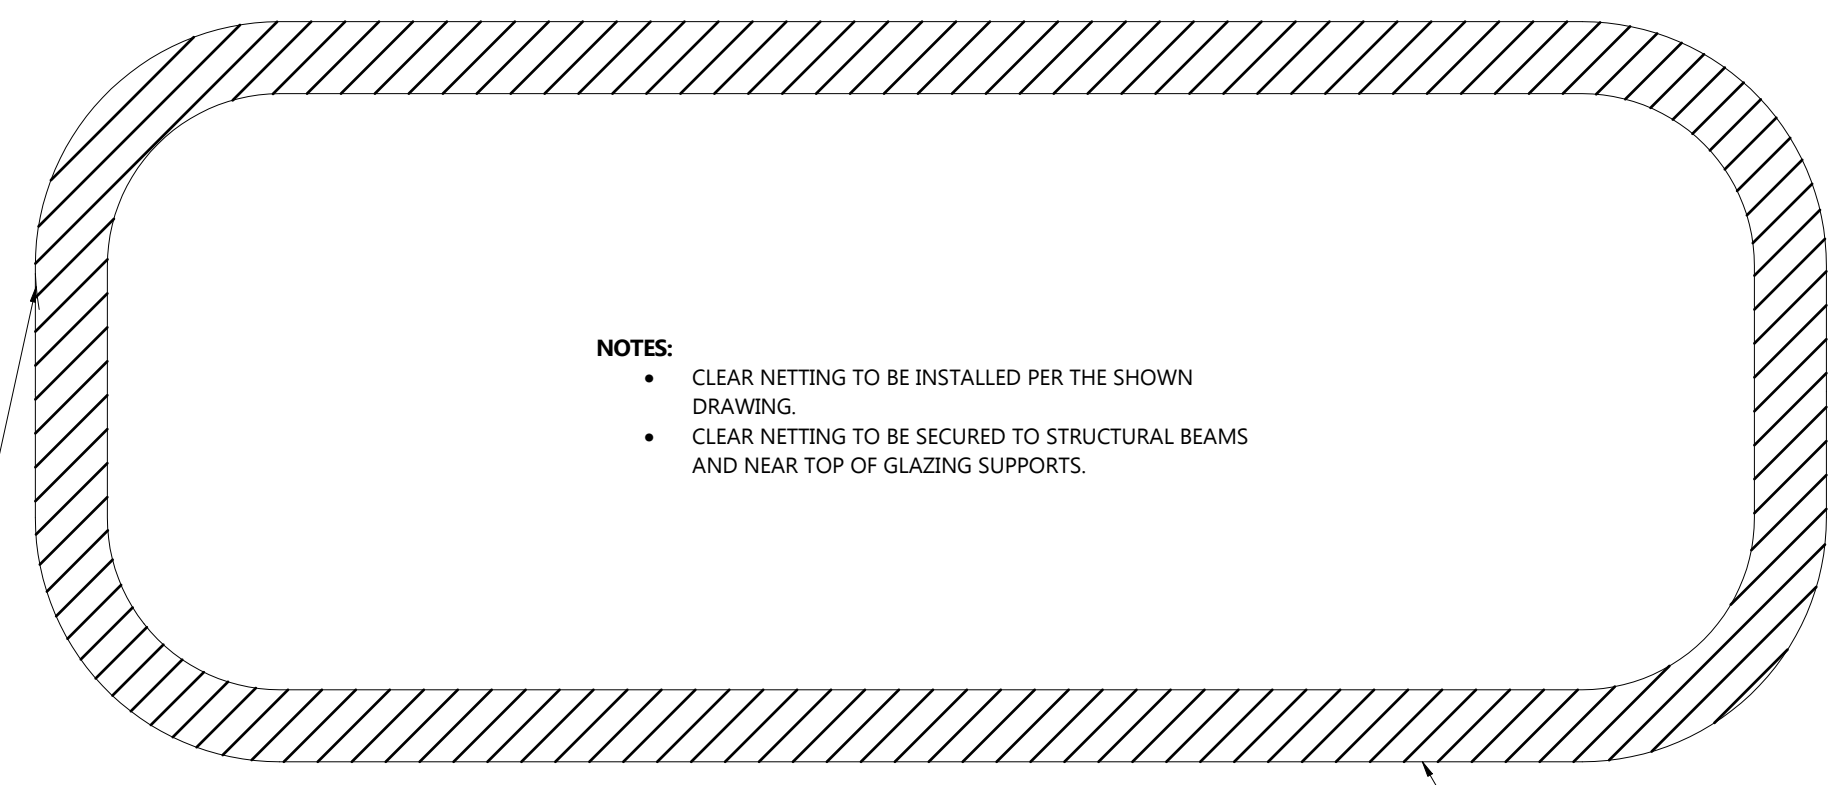 NOTES:
• CLEAR NETTING TO BE INSTALLED PER THE SHOWN
DRAWING.
• CLEAR NETTING TO BE SECURED TO STRUCTURAL BEAMS
AND NEAR TOP OF GLAZING SUPPORTS.